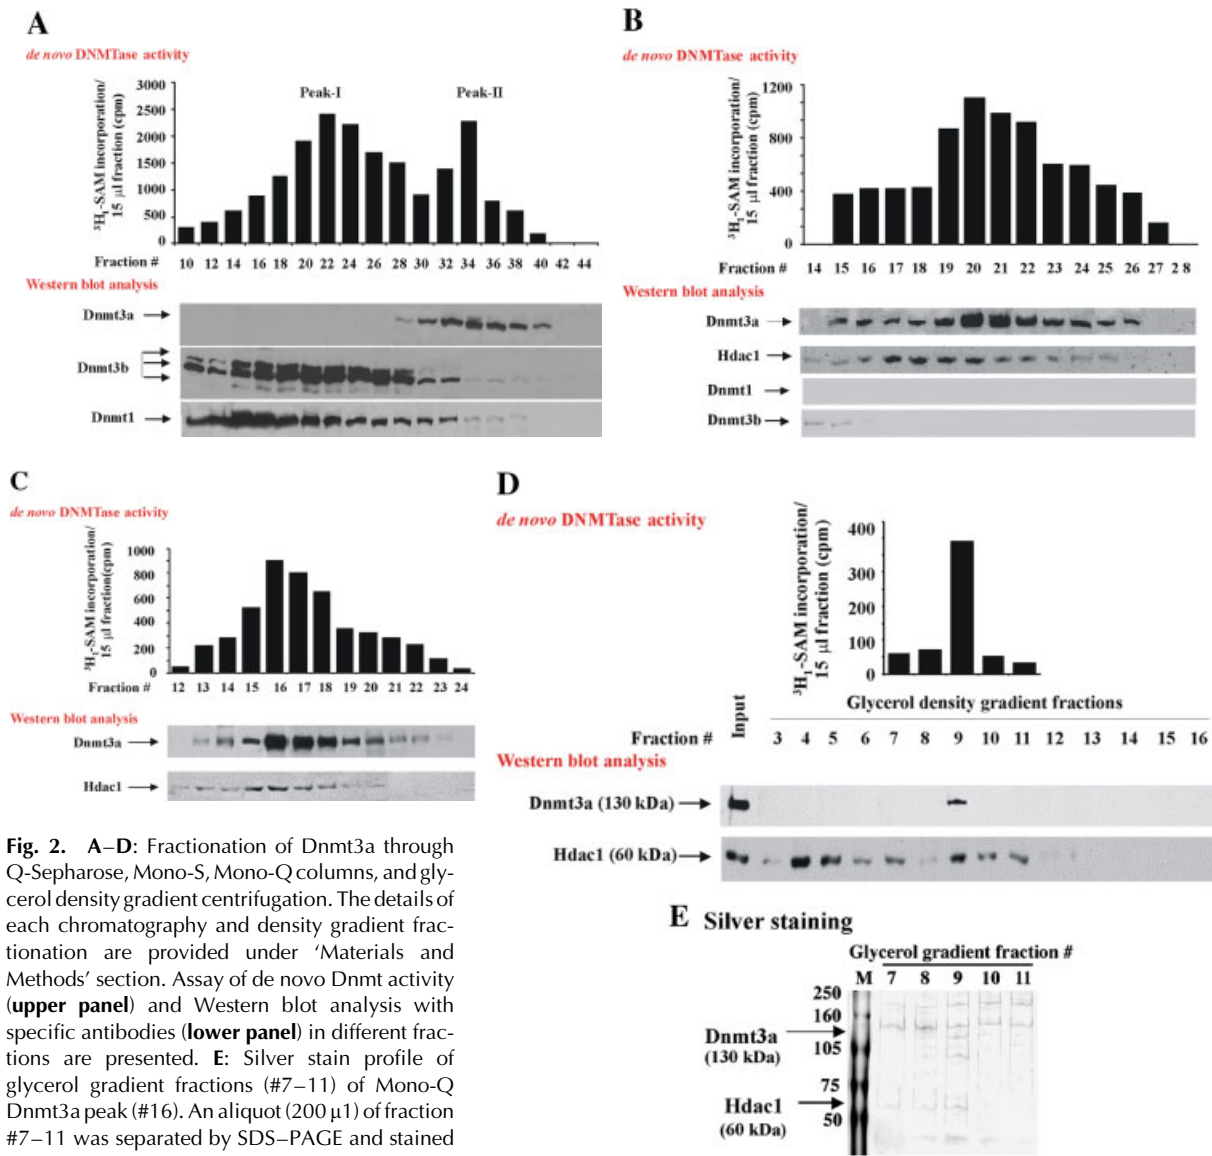 A
de novo DNMTase activity
³H₁-SAM incorporation/
15 µl fraction (cpm)
3000
2500
2000
1500
1000
500
0
Peak-I
Peak-II
Fraction # 10 12 14 16 18 20 22 24 26 28 30 32 34 36 38 40 42 44
Western blot analysis
Dnmt3a
Dnmt3b
Dnmt1
B
de novo DNMTase activity
³H₁-SAM incorporation/
15 µl fraction (cpm)
1200
800
400
0
Fraction # 14 15 16 17 18 19 20 21 22 23 24 25 26 27 2 8
Western blot analysis
Dnmt3a
Hdac1
Dnmt1
Dnmt3b
C
de novo DNMTase activity
³H₁-SAM incorporation/
15 µl fraction(cpm)
1000
800
600
400
200
0
Fraction # 12 13 14 15 16 17 18 19 20 21 22 23 24
Western blot analysis
Dnmt3a
Hdac1
D
de novo DNMTase activity
³H₁-SAM incorporation/
15 µl fraction (cpm)
400
300
200
100
0
Glycerol density gradient fractions
Fraction # Input 3 4 5 6 7 8 9 10 11 12 13 14 15 16
Western blot analysis
Dnmt3a (130 kDa)
Hdac1 (60 kDa)
E Silver staining
Glycerol gradient fraction #
M 7 8 9 10 11
250
160
Dnmt3a
(130 kDa)
105
75
Hdac1
(60 kDa)
50
Fig. 2. A–D: Fractionation of Dnmt3a through
Q-Sepharose, Mono-S, Mono-Q columns, and gly-
cerol density gradient centrifugation. The details of
each chromatography and density gradient frac-
tionation are provided under ‘Materials and
Methods’ section. Assay of de novo Dnmt activity
(upper panel) and Western blot analysis with
specific antibodies (lower panel) in different frac-
tions are presented. E: Silver stain profile of
glycerol gradient fractions (#7–11) of Mono-Q
Dnmt3a peak (#16). An aliquot (200 µ1) of fraction
#7–11 was separated by SDS–PAGE and stained